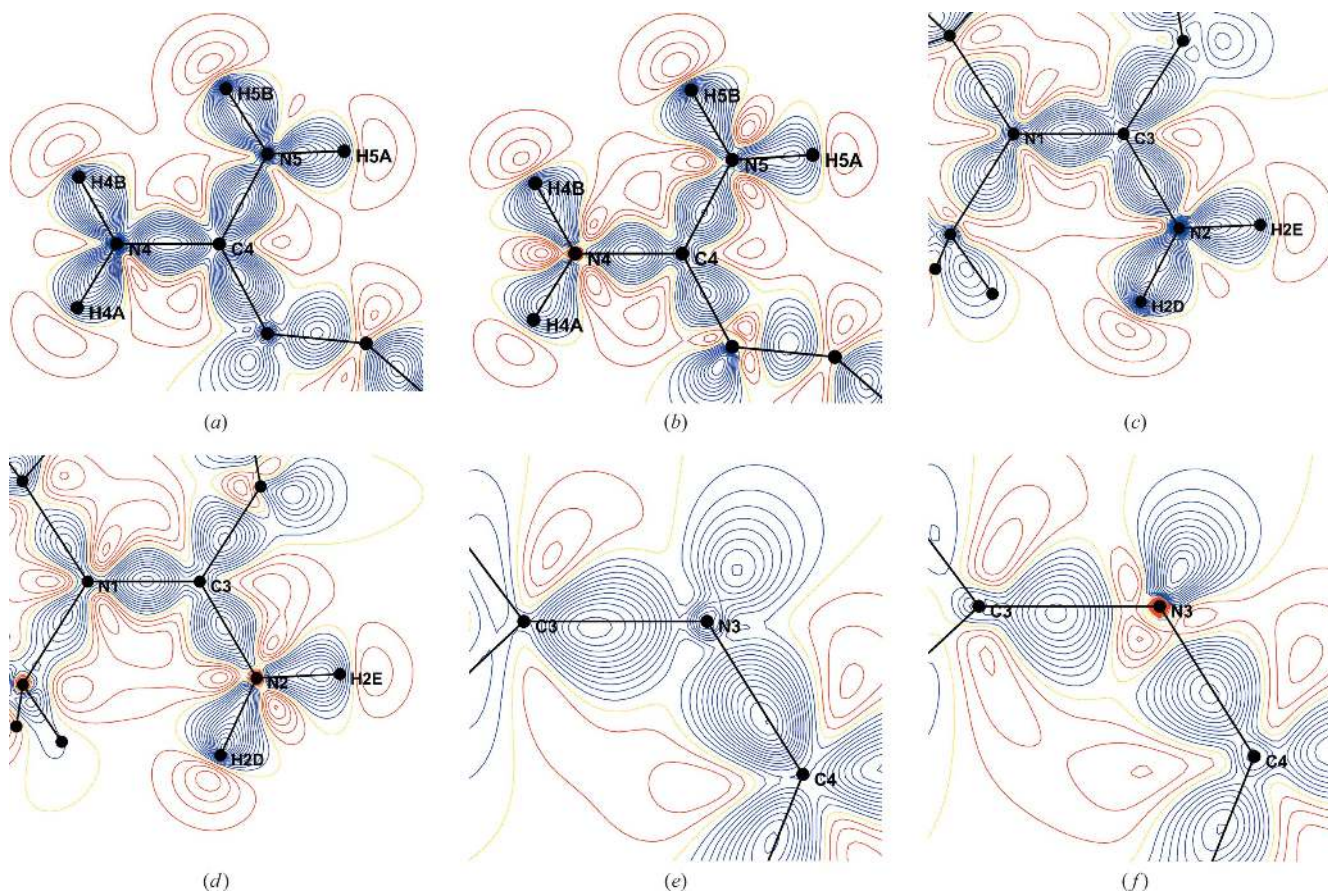 H5B
N5
H5A
H4B
N4
C4
H4A
(a)
H5B
N5
H5A
H4B
N4
C4
H4A
(b)
N1
C3
N2
H2E
H2D
(c)
N1
C3
N2
H2E
H2D
(d)
C3
N3
C4
(e)
C3
N3
C4
(f)